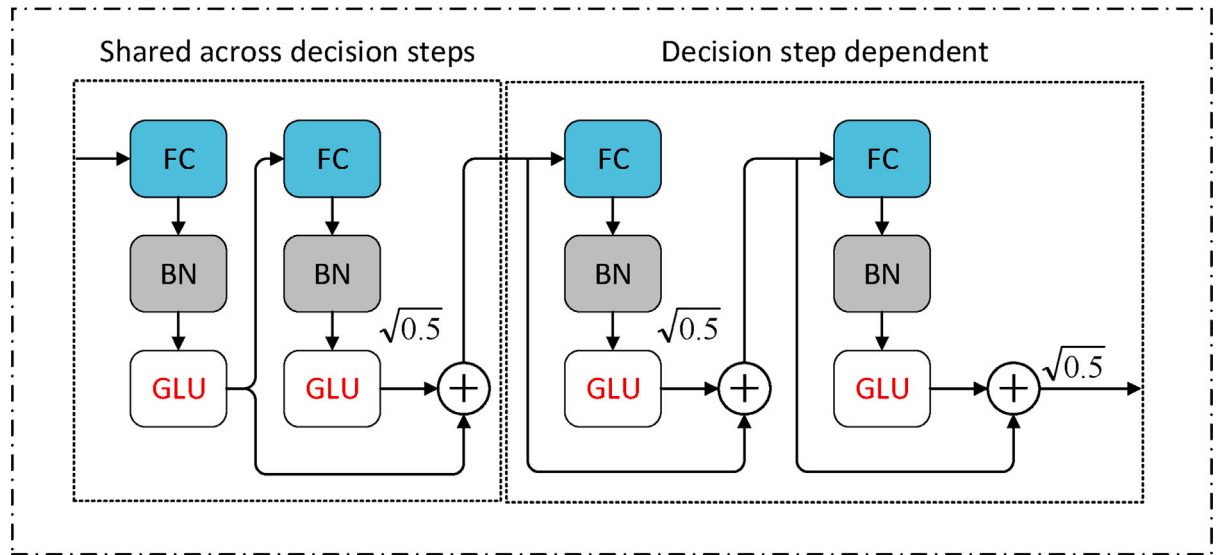 Shared across decision steps
Decision step dependent
FC
FC
FC
FC
BN
BN
BN
BN
√0.5
√0.5
√0.5
GLU
GLU
+
GLU
+
GLU
+